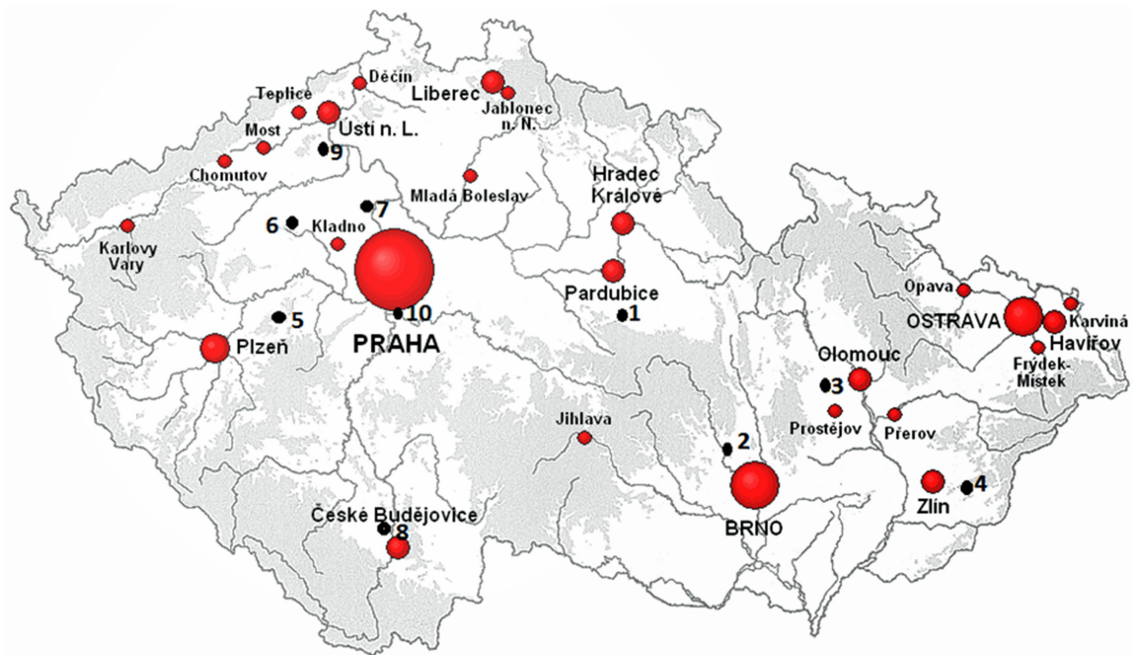 Děčín
Teplice
Liberec
Jablonec
n. N.
Most
Ústí n. L.
9
Chomutov
Mladá Boleslav
Hradec
Králové
7
6
Kladno
Karlovy
Vary
Pardubice
Opava
10
1
5
PRAHA
Plzeň
OSTRAVA
Karviná
Havířov
Frýdek-
Místek
Olomouc
3
Prostějov
Přerov
Jihlava
2
4
Zlín
České Budějovice
8
BRNO